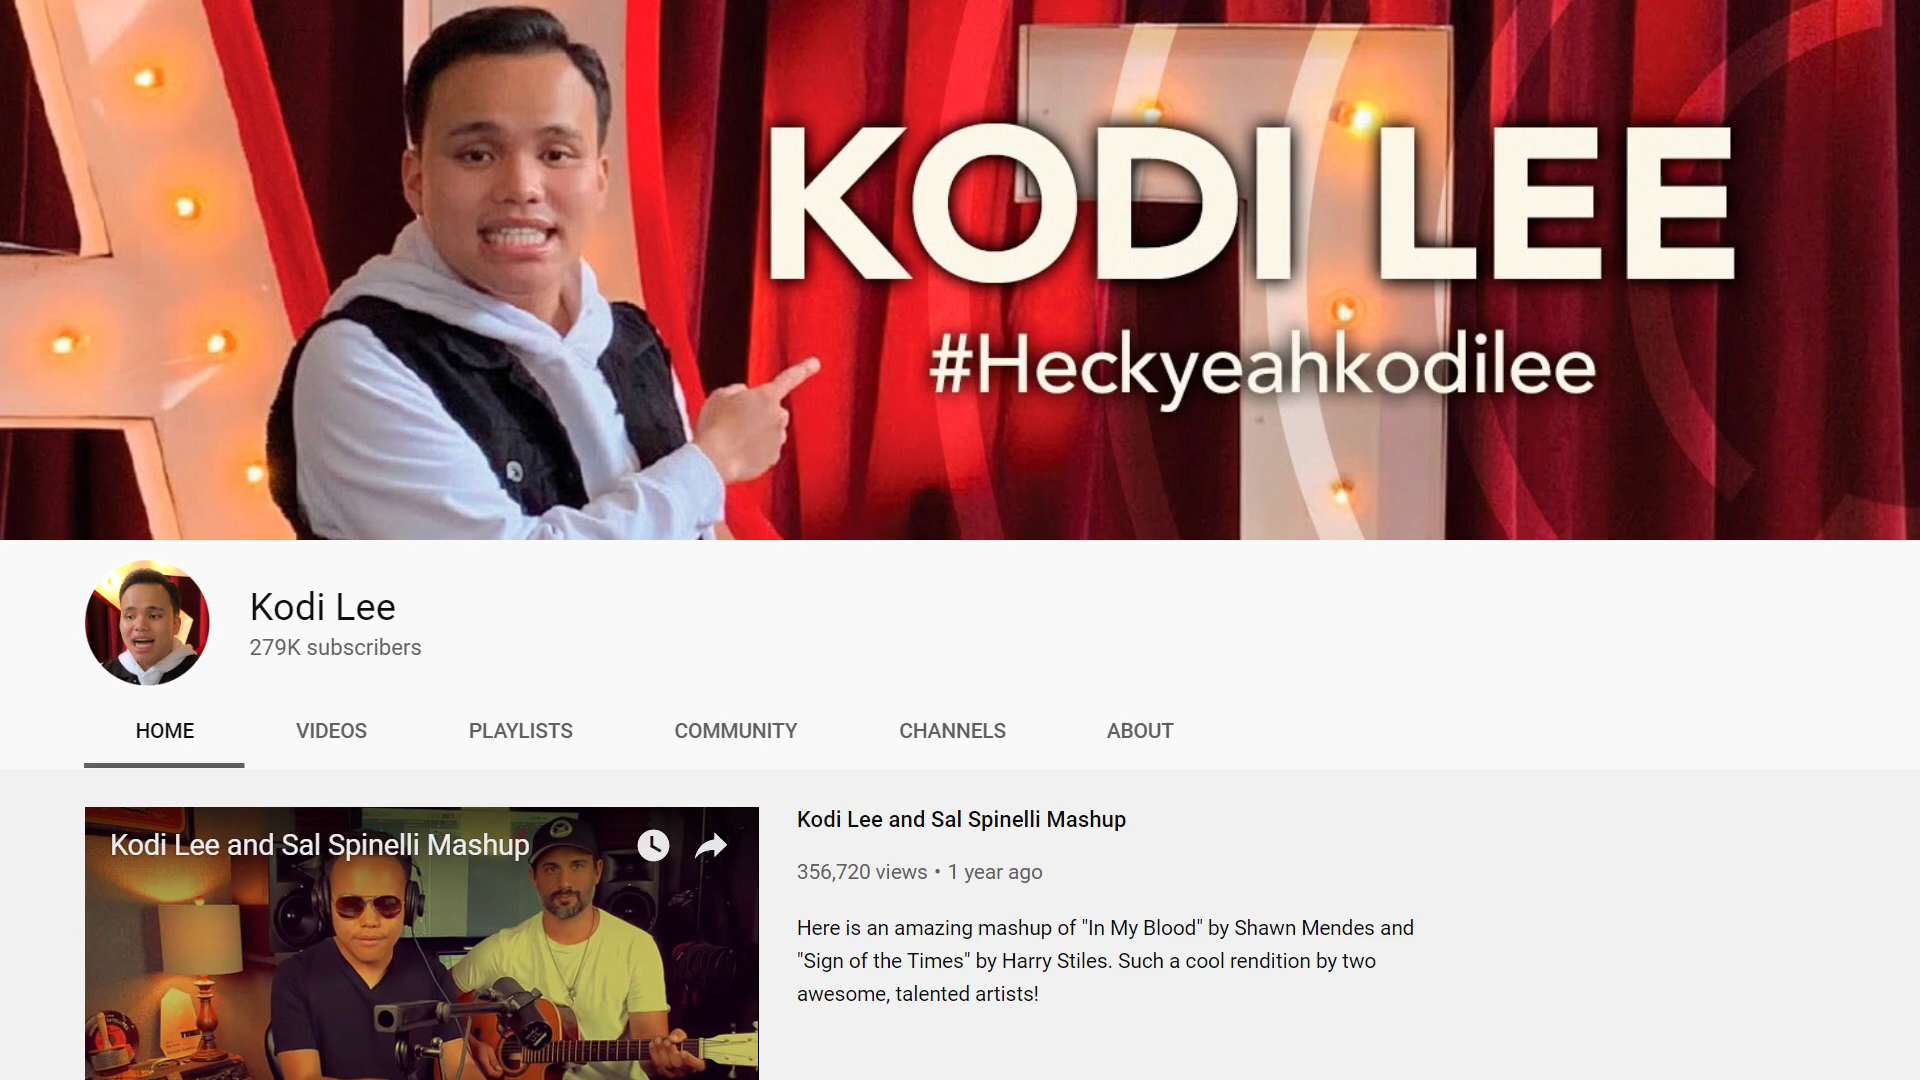 KODI LEE
#Heckyeahkodilee
Kodi Lee
279K subscribers
HOME
VIDEOS
PLAYLISTS
COMMUNITY
CHANNELS
ABOUT
Kodi Lee and Sal Spinelli Mashup
Kodi Lee and Sal Spinelli Mashup
356,720 views • 1 year ago
Here is an amazing mashup of "In My Blood" by Shawn Mendes and
"Sign of the Times" by Harry Stiles. Such a cool rendition by two
awesome, talented artists!